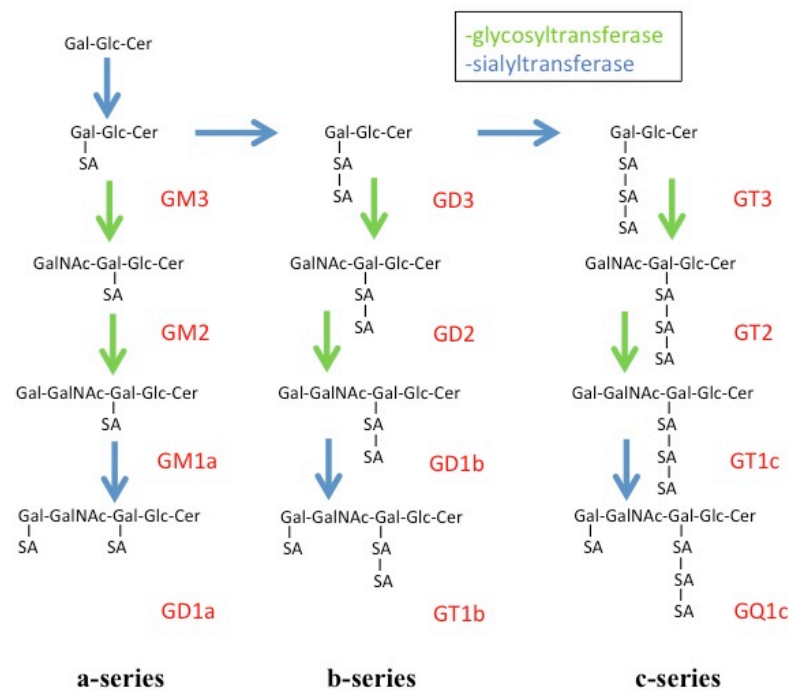 Gal-Glc-Cer
-glycosyltransferase
-sialyltransferase
Gal-Glc-Cer
SA
GM3
Gal-Glc-Cer
SA
SA
GD3
Gal-Glc-Cer
SA
SA
SA
GT3
GalNAc-Gal-Glc-Cer
SA
GM2
GalNAc-Gal-Glc-Cer
SA
SA
GD2
GalNAc-Gal-Glc-Cer
SA
SA
SA
GT2
Gal-GalNAc-Gal-Glc-Cer
SA
GM1a
Gal-GalNAc-Gal-Glc-Cer
SA
SA
GD1b
Gal-GalNAc-Gal-Glc-Cer
SA
SA
SA
GT1c
Gal-GalNAc-Gal-Glc-Cer
SA SA
GD1a
Gal-GalNAc-Gal-Glc-Cer
SA SA
SA
GT1b
Gal-GalNAc-Gal-Glc-Cer
SA SA
SA
SA
GQ1c
a-series
b-series
c-series